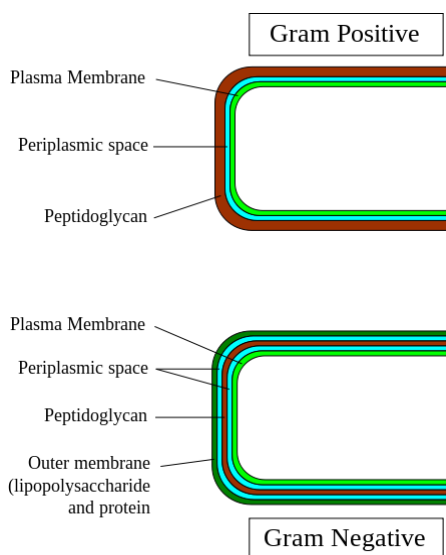 Gram Positive
Plasma Membrane
Periplasmic space
Peptidoglycan
Plasma Membrane
Periplasmic space
Peptidoglycan
Outer membrane
(lipopolysaccharide
and protein
Gram Negative